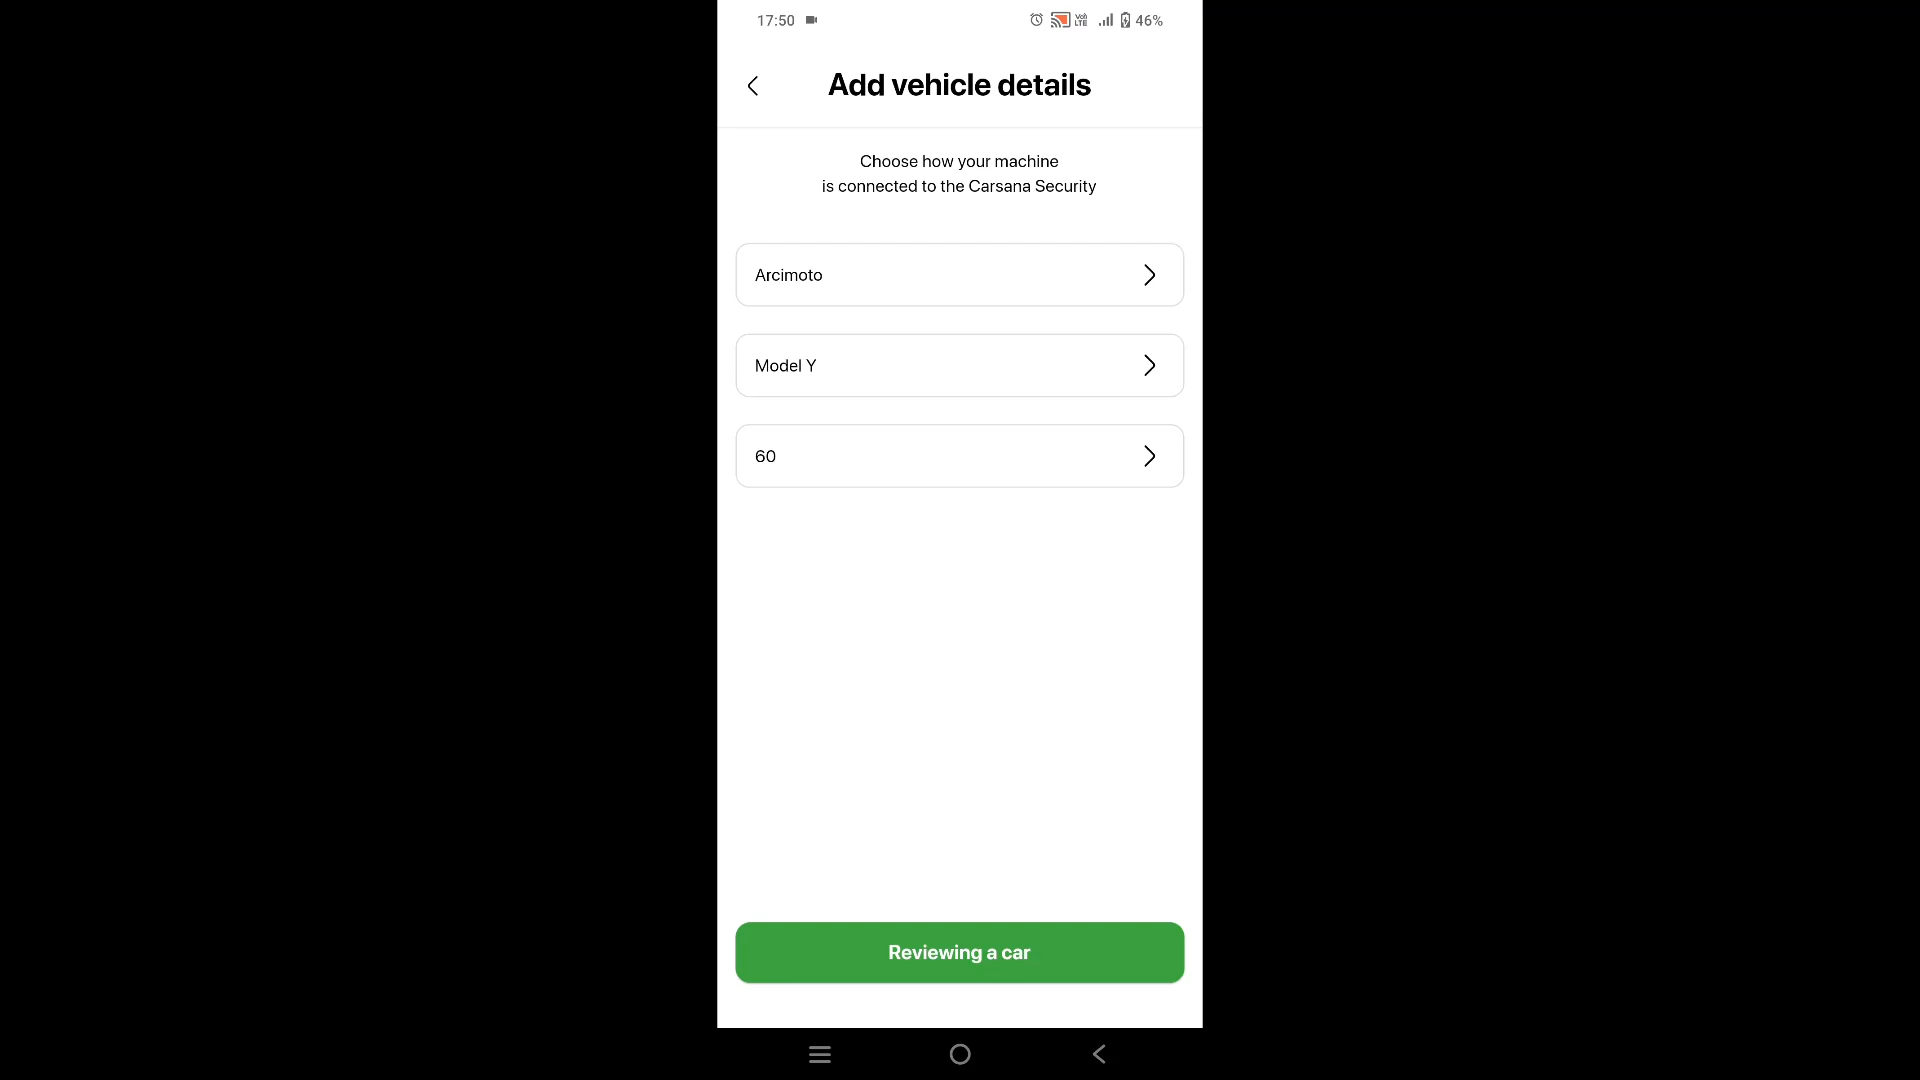 17:50 46%
Add vehicle details
Choose how your machine
is connected to the Carsana Security
Arcimoto
Model Y
60
Reviewing a car